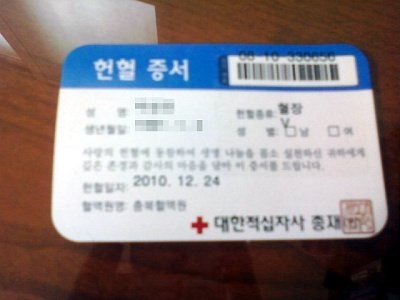 08-10-330656
헌혈 증서
성 명:
헌혈종류: 혈장
생년월일:
성 별: V 남 여
사랑의 헌혈에 동참하여 생명 나눔을 몸소 실천하신 귀하에게
깊은 존경과 감사의 마음을 담아 이 증서를 드립니다.
헌혈일자: 2010. 12. 24
혈액원명: 충북혈액원
대한적십자사 총재